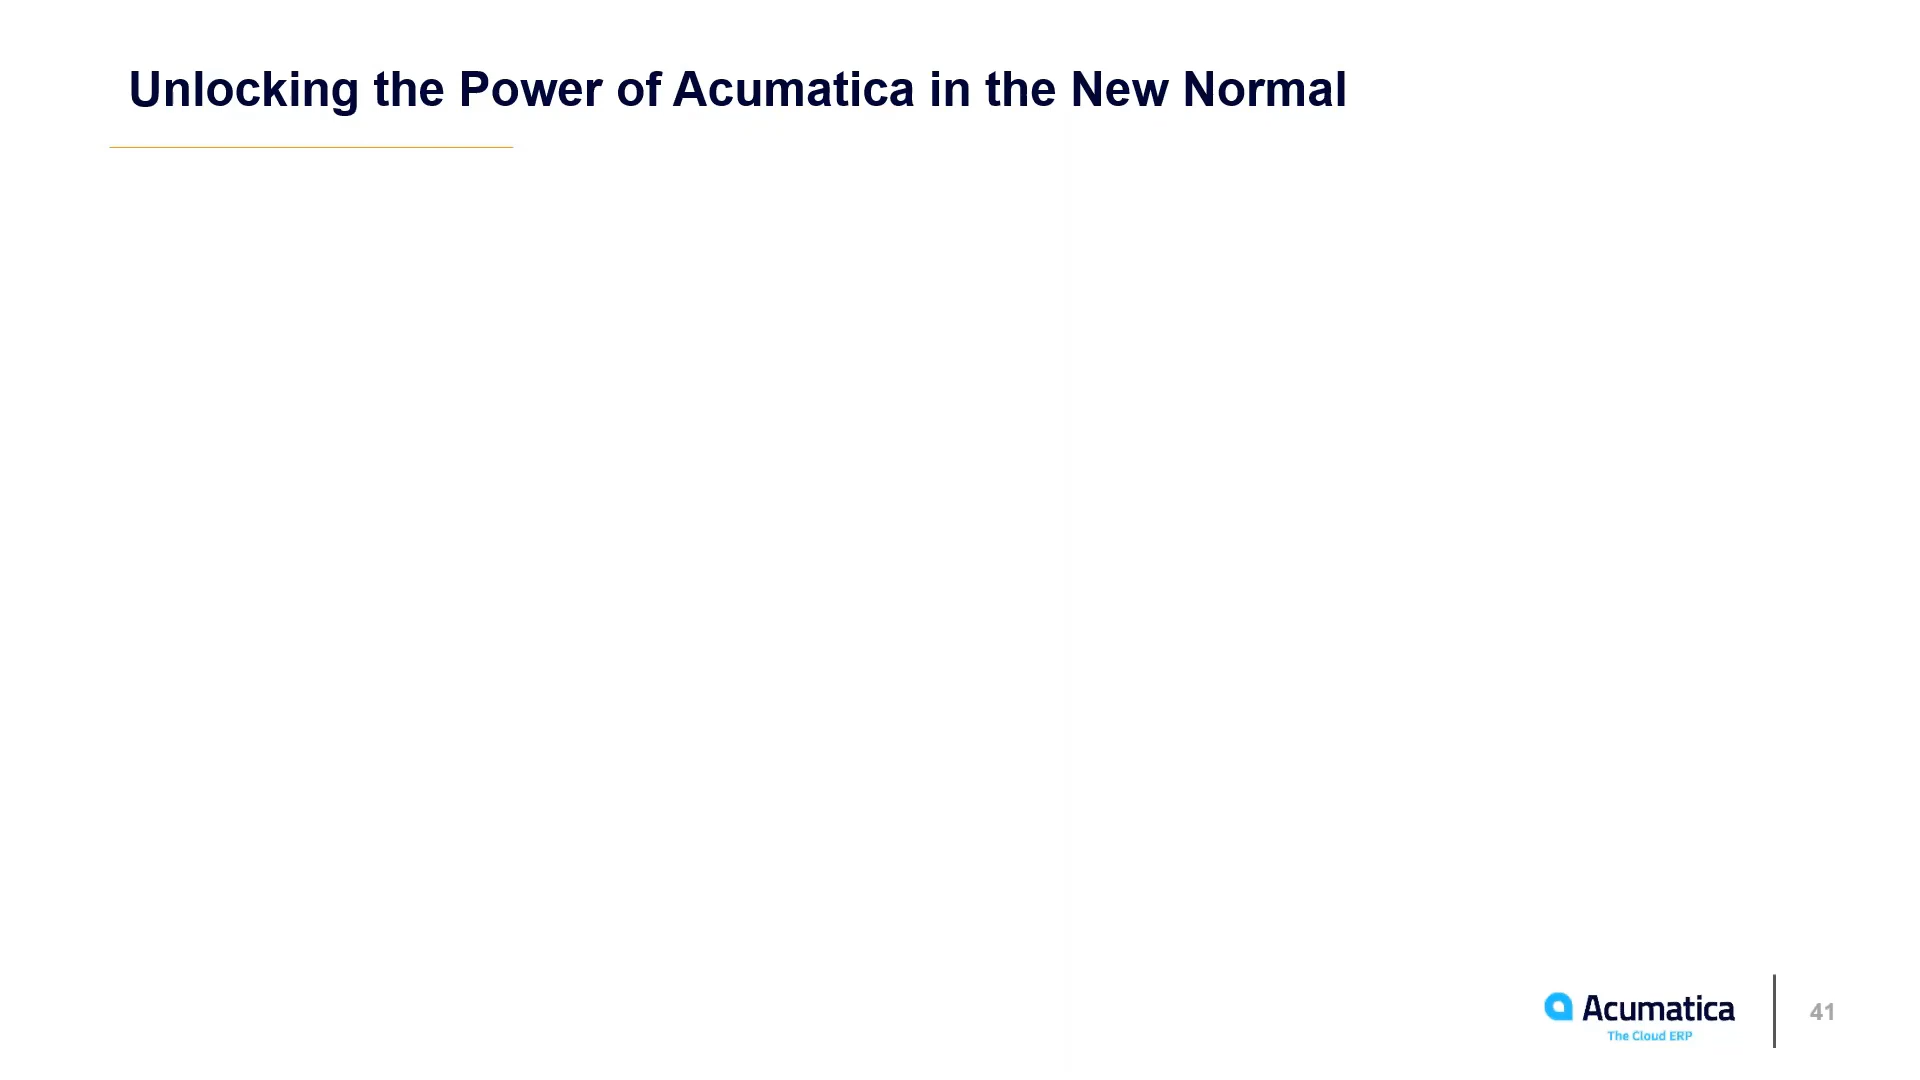 Unlocking the Power of Acumatica in the New Normal
Acumatica
The Cloud ERP
41